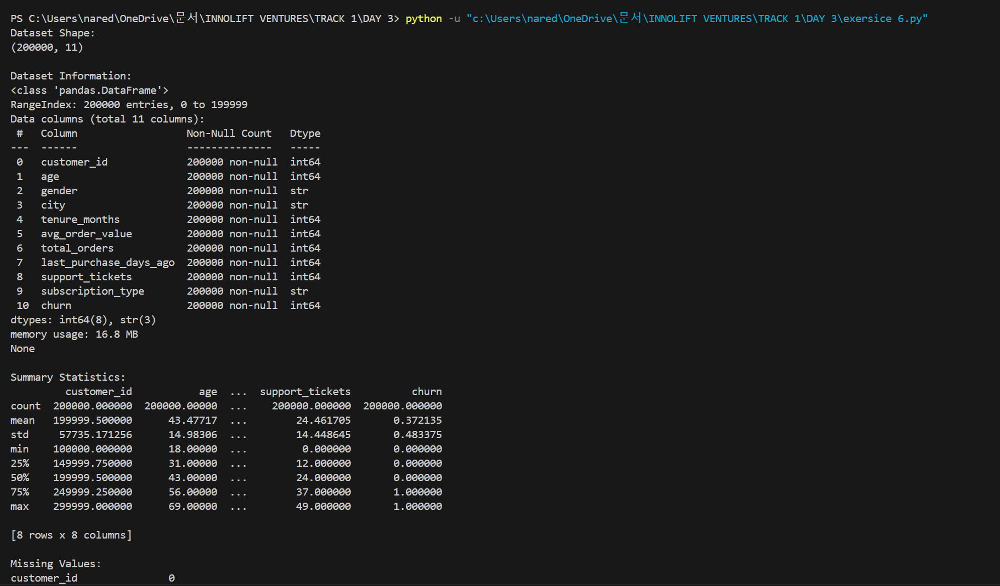 PS C:\Users\nared\OneDrive\문서\INNOLIFT VENTURES\TRACK 1\DAY 3> python -u "c:\Users\nared\OneDrive\문서\INNOLIFT VENTURES\TRACK 1\DAY 3\exersice 6.py"
Dataset Shape:
(200000, 11)

Dataset Information:
<class 'pandas.DataFrame'>
RangeIndex: 200000 entries, 0 to 199999
Data columns (total 11 columns):
 #   Column                  Non-Null Count   Dtype
---  ------                  --------------   -----
 0   customer_id             200000 non-null  int64
 1   age                     200000 non-null  int64
 2   gender                  200000 non-null  str
 3   city                    200000 non-null  str
 4   tenure_months           200000 non-null  int64
 5   avg_order_value         200000 non-null  int64
 6   total_orders            200000 non-null  int64
 7   last_purchase_days_ago  200000 non-null  int64
 8   support_tickets         200000 non-null  int64
 9   subscription_type       200000 non-null  str
 10  churn                   200000 non-null  int64
dtypes: int64(8), str(3)
memory usage: 16.8 MB
None

Summary Statistics:
         customer_id           age  ...  support_tickets          churn
count  200000.000000  200000.00000  ...    200000.000000  200000.000000
mean   199999.500000      43.47717  ...        24.461705       0.372135
std     57735.171256      14.98306  ...        14.448645       0.483375
min    100000.000000      18.00000  ...         0.000000       0.000000
25%    149999.750000      31.00000  ...        12.000000       0.000000
50%    199999.500000      43.00000  ...        24.000000       0.000000
75%    249999.250000      56.00000  ...        37.000000       1.000000
max    299999.000000      69.00000  ...        49.000000       1.000000

[8 rows x 8 columns]

Missing Values:
customer_id               0